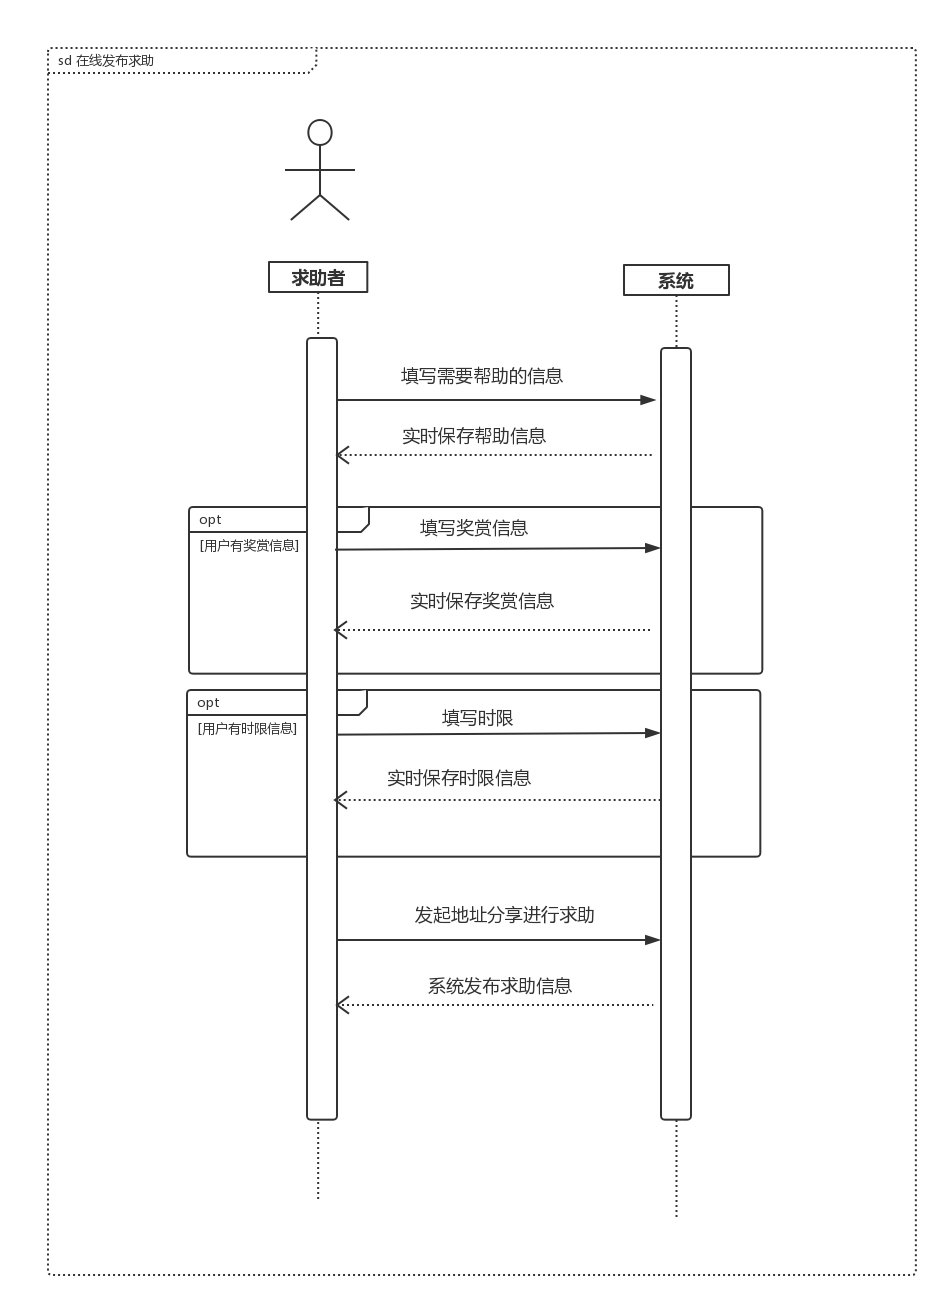 sd 在线发布求助
求助者
系统
填写需要帮助的信息
实时保存帮助信息
opt
填写奖赏信息
[用户有奖赏信息]
实时保存奖赏信息
opt
填写时限
[用户有时限信息]
实时保存时限信息
发起地址分享进行求助
系统发布求助信息